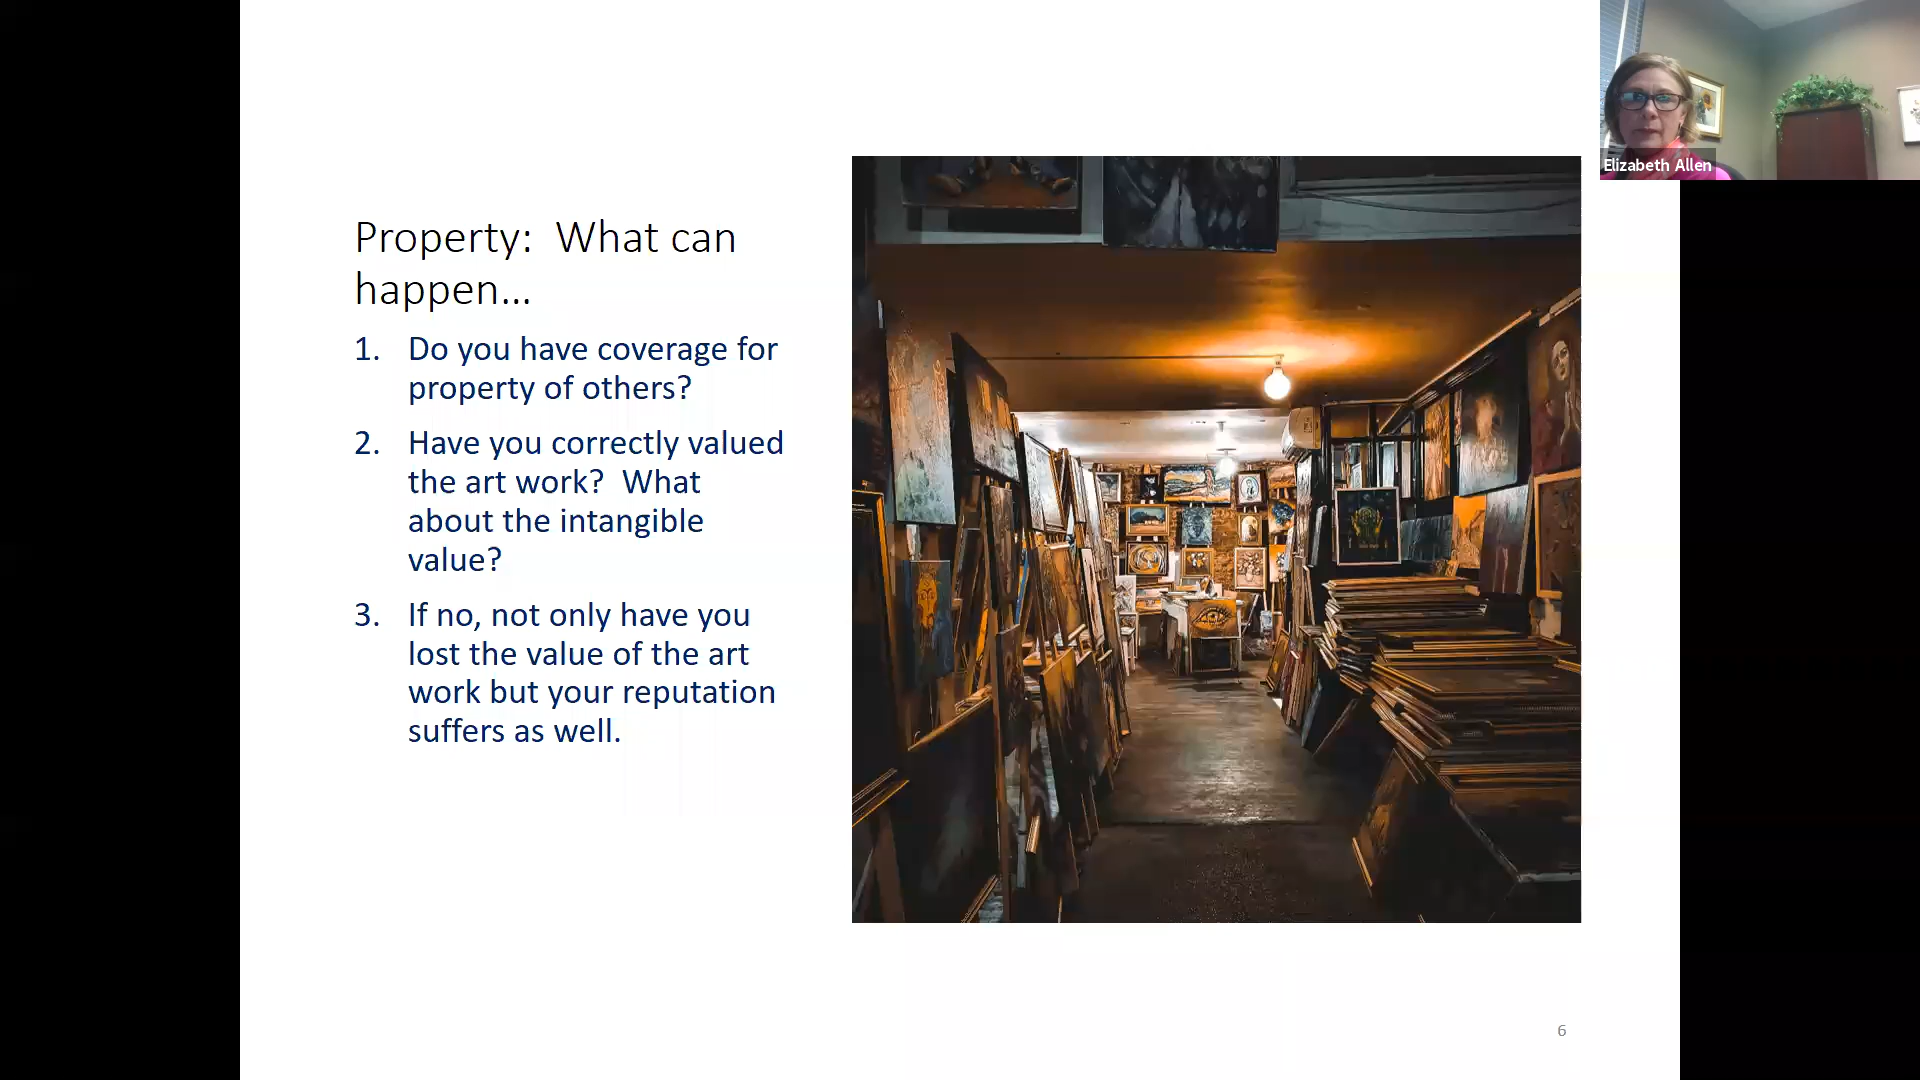 Elizabeth Allen
Property:  What can
happen...
1. Do you have coverage for
property of others?
2. Have you correctly valued
the art work?  What
about the intangible
value?
3. If no, not only have you
lost the value of the art
work but your reputation
suffers as well.
6